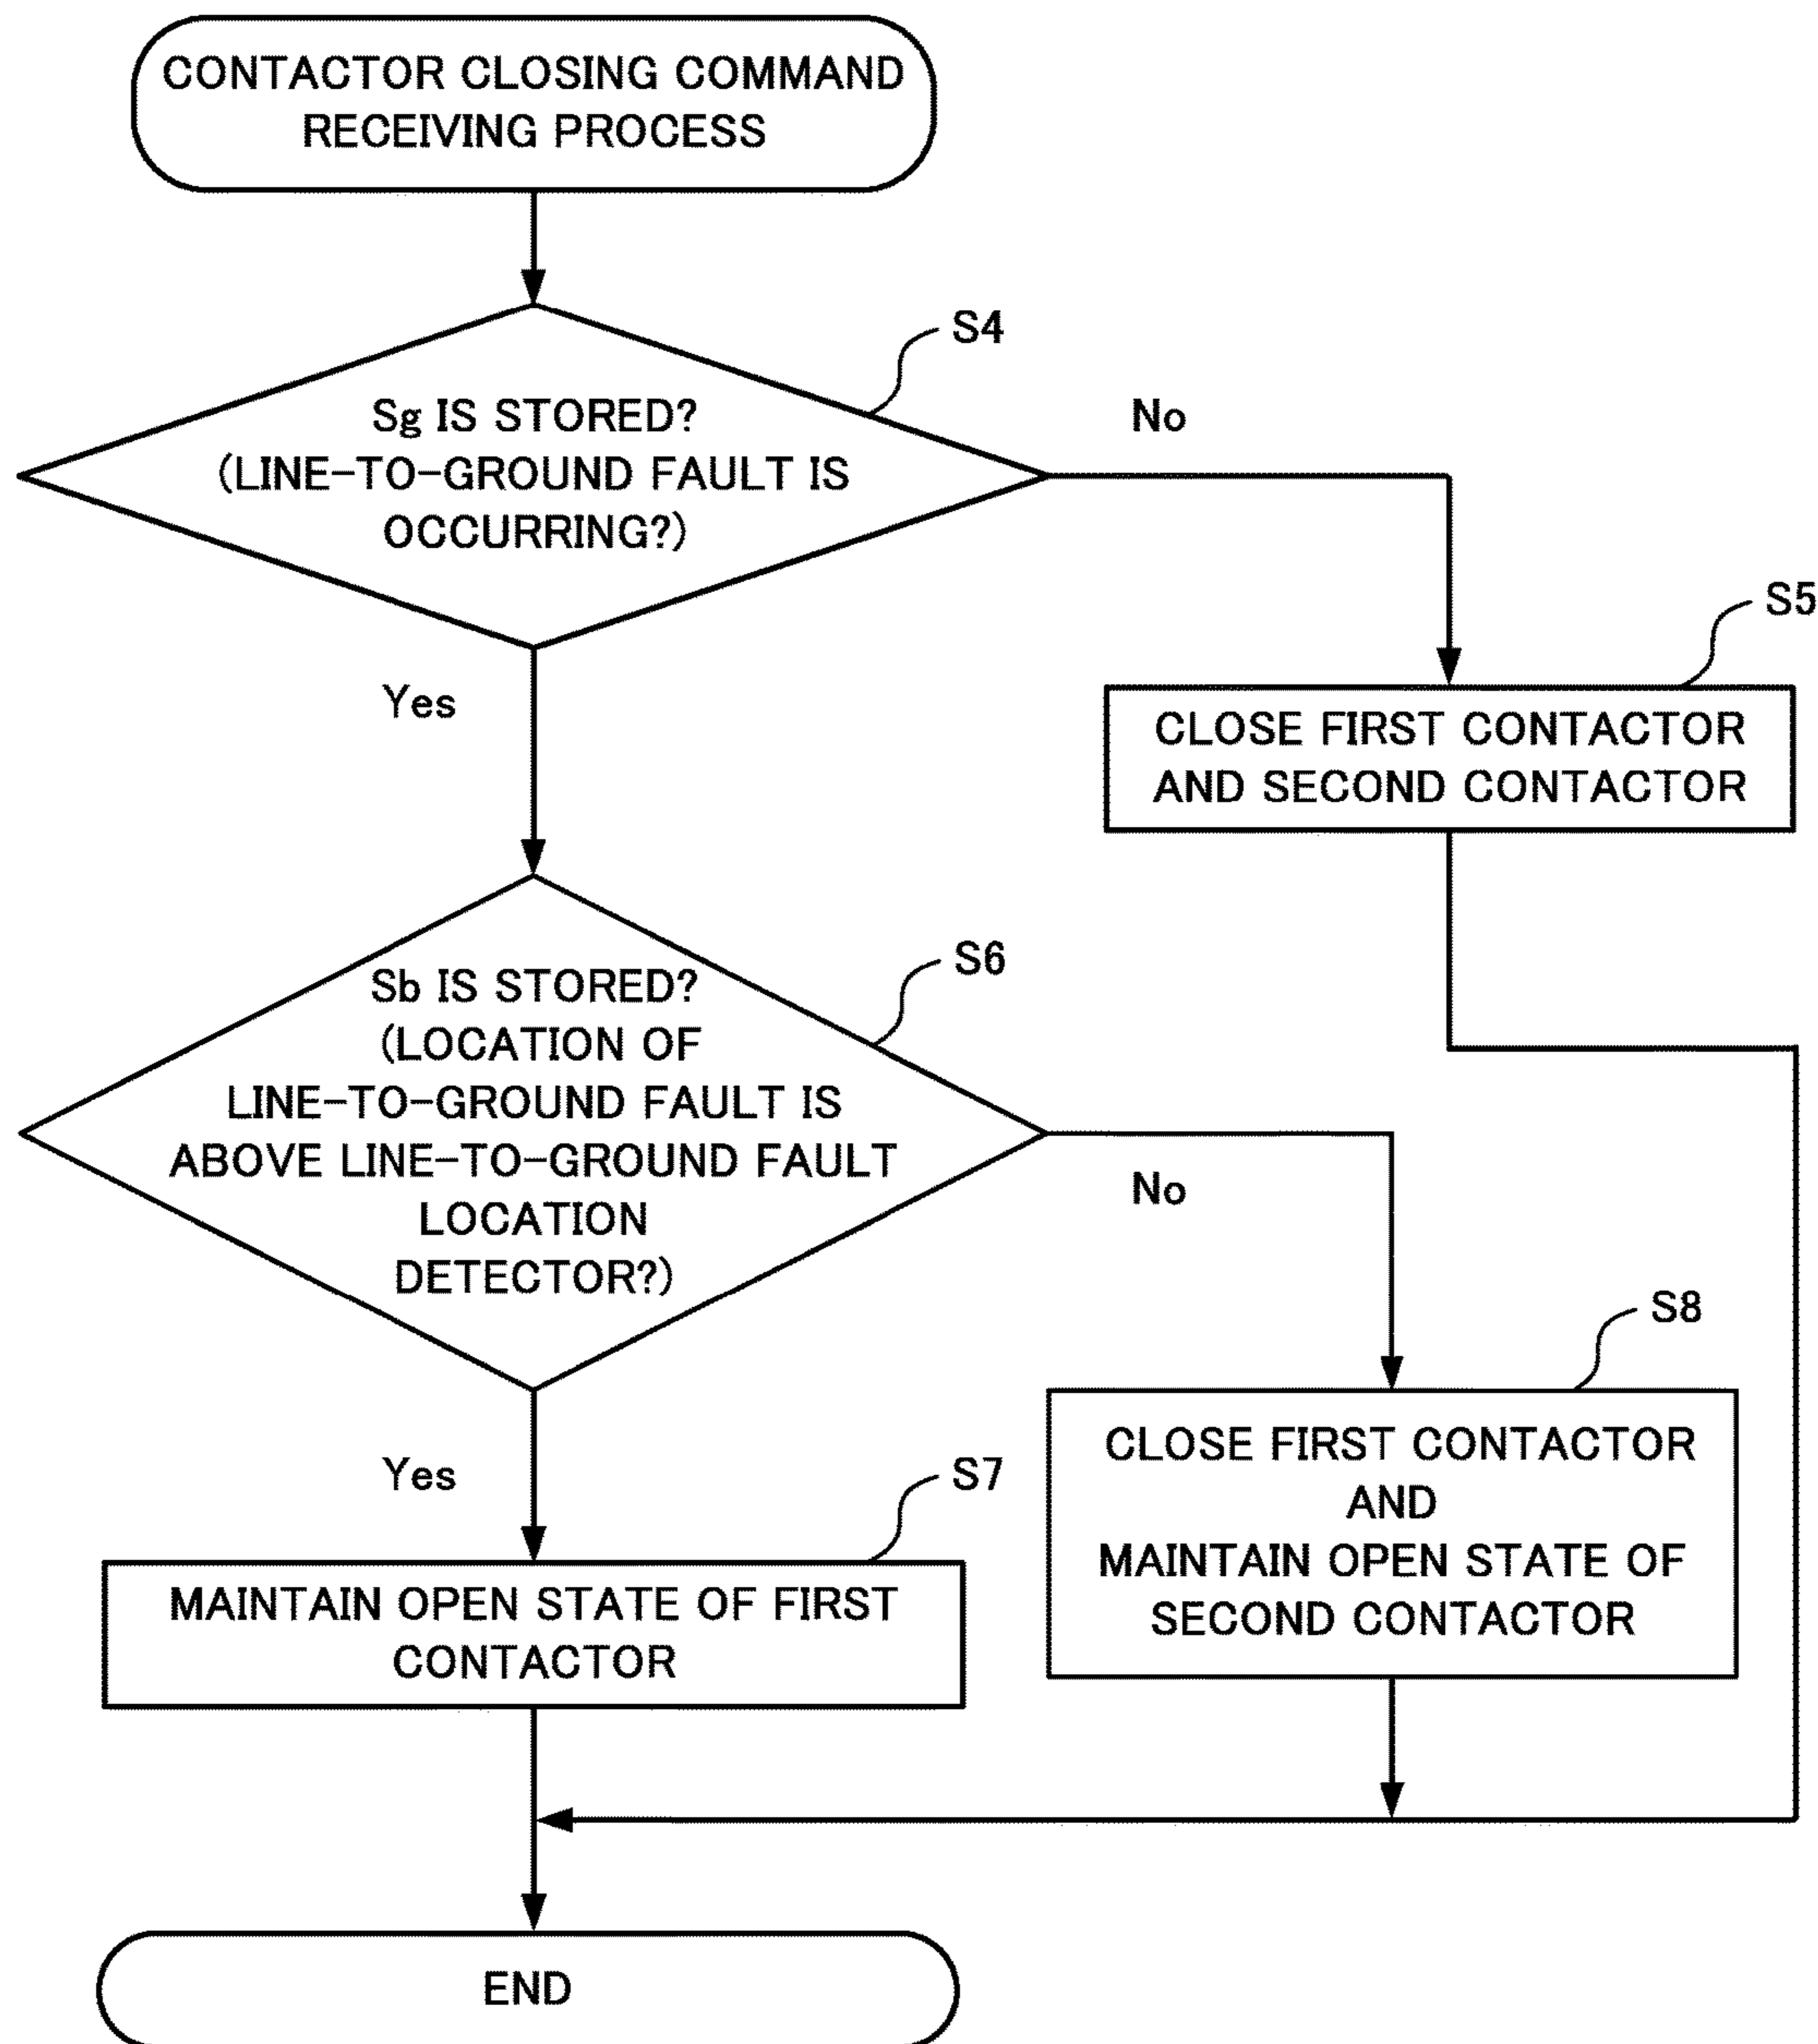 CONTACTOR CLOSING COMMAND
RECEIVING PROCESS
S4
Sg IS STORED?
(LINE-TO-GROUND FAULT IS
OCCURRING?)
No
Yes
S5
CLOSE FIRST CONTACTOR
AND SECOND CONTACTOR
S6
Sb IS STORED?
(LOCATION OF
LINE-TO-GROUND FAULT IS
ABOVE LINE-TO-GROUND FAULT
LOCATION
DETECTOR?)
No
Yes
S7
MAINTAIN OPEN STATE OF FIRST
CONTACTOR
S8
CLOSE FIRST CONTACTOR
AND
MAINTAIN OPEN STATE OF
SECOND CONTACTOR
END